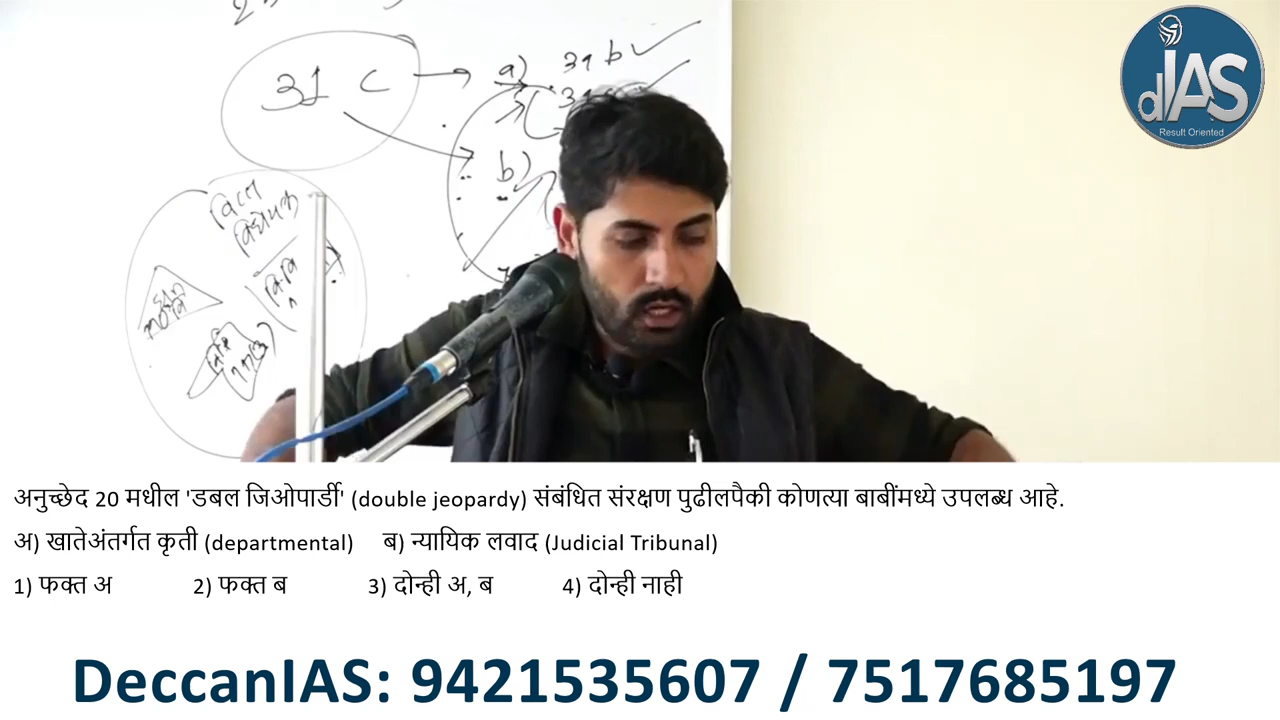 31 c
a) 31 b
b)
वित्त
विधेयक
dIAS
Result Oriented
अनुच्छेद 20 मधील 'डबल जिओपार्डी' (double jeopardy) संबंधित संरक्षण पुढीलपैकी कोणत्या बाबींमध्ये उपलब्ध आहे.
अ) खातेअंतर्गत कृती (departmental) ब) न्यायिक लवाद (Judicial Tribunal)
1) फक्त अ 2) फक्त ब 3) दोन्ही अ, ब 4) दोन्ही नाही
DeccanIAS: 9421535607 / 7517685197